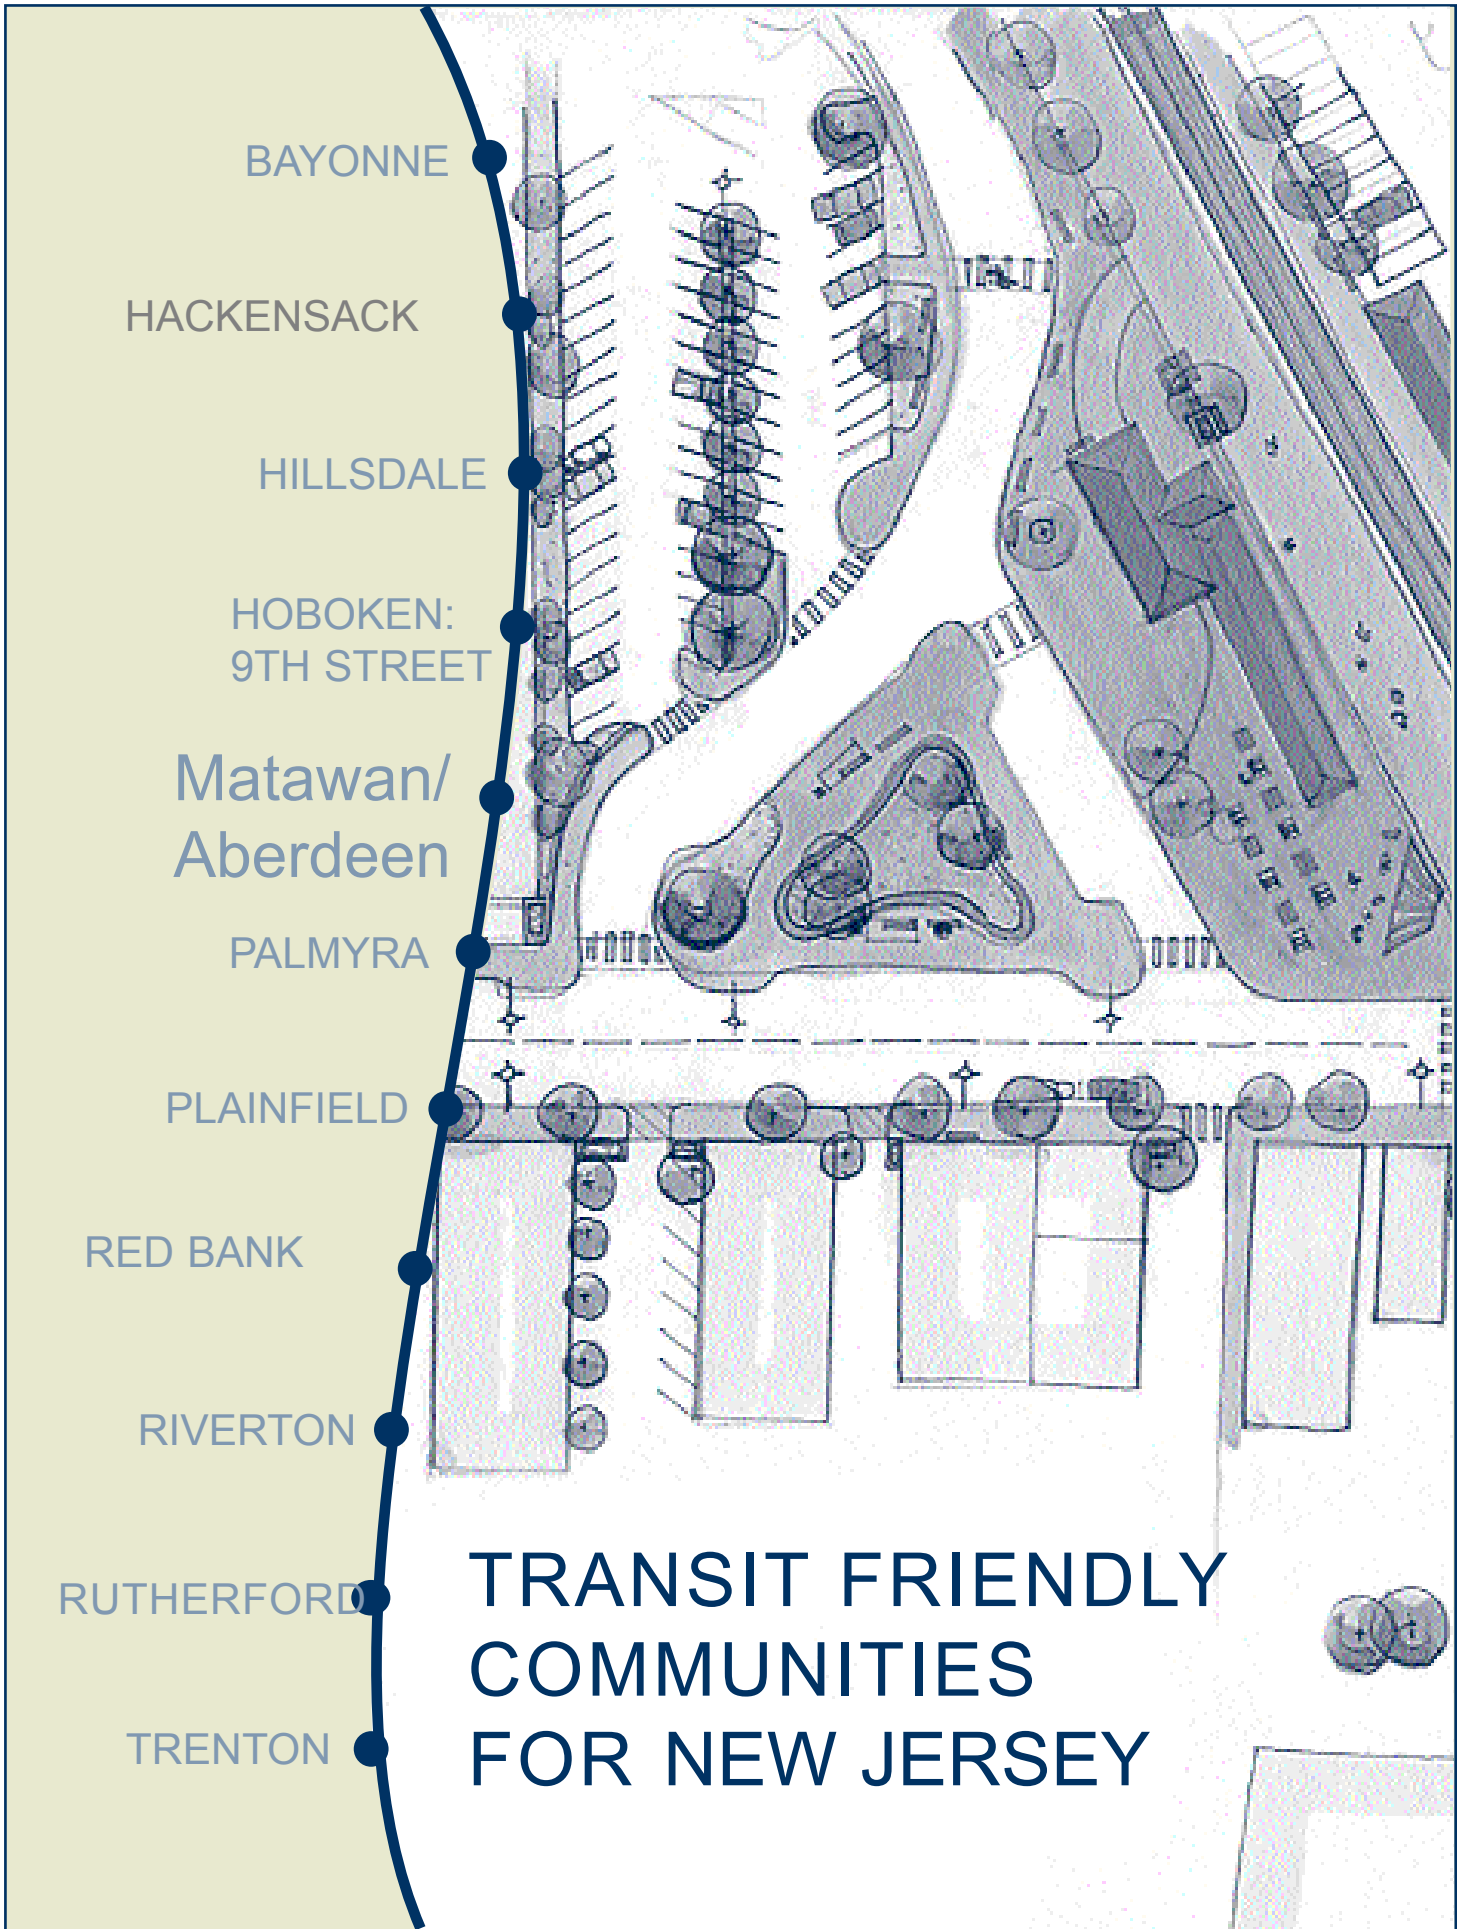 BAYONNE
HACKENSACK
HILLSDALE
HOBOKEN:
9TH STREET
Matawan/
Aberdeen
PALMYRA
PLAINFIELD
RED BANK
RIVERTON
RUTHERFORD
TRENTON
TRANSIT FRIENDLY
COMMUNITIES
FOR NEW JERSEY